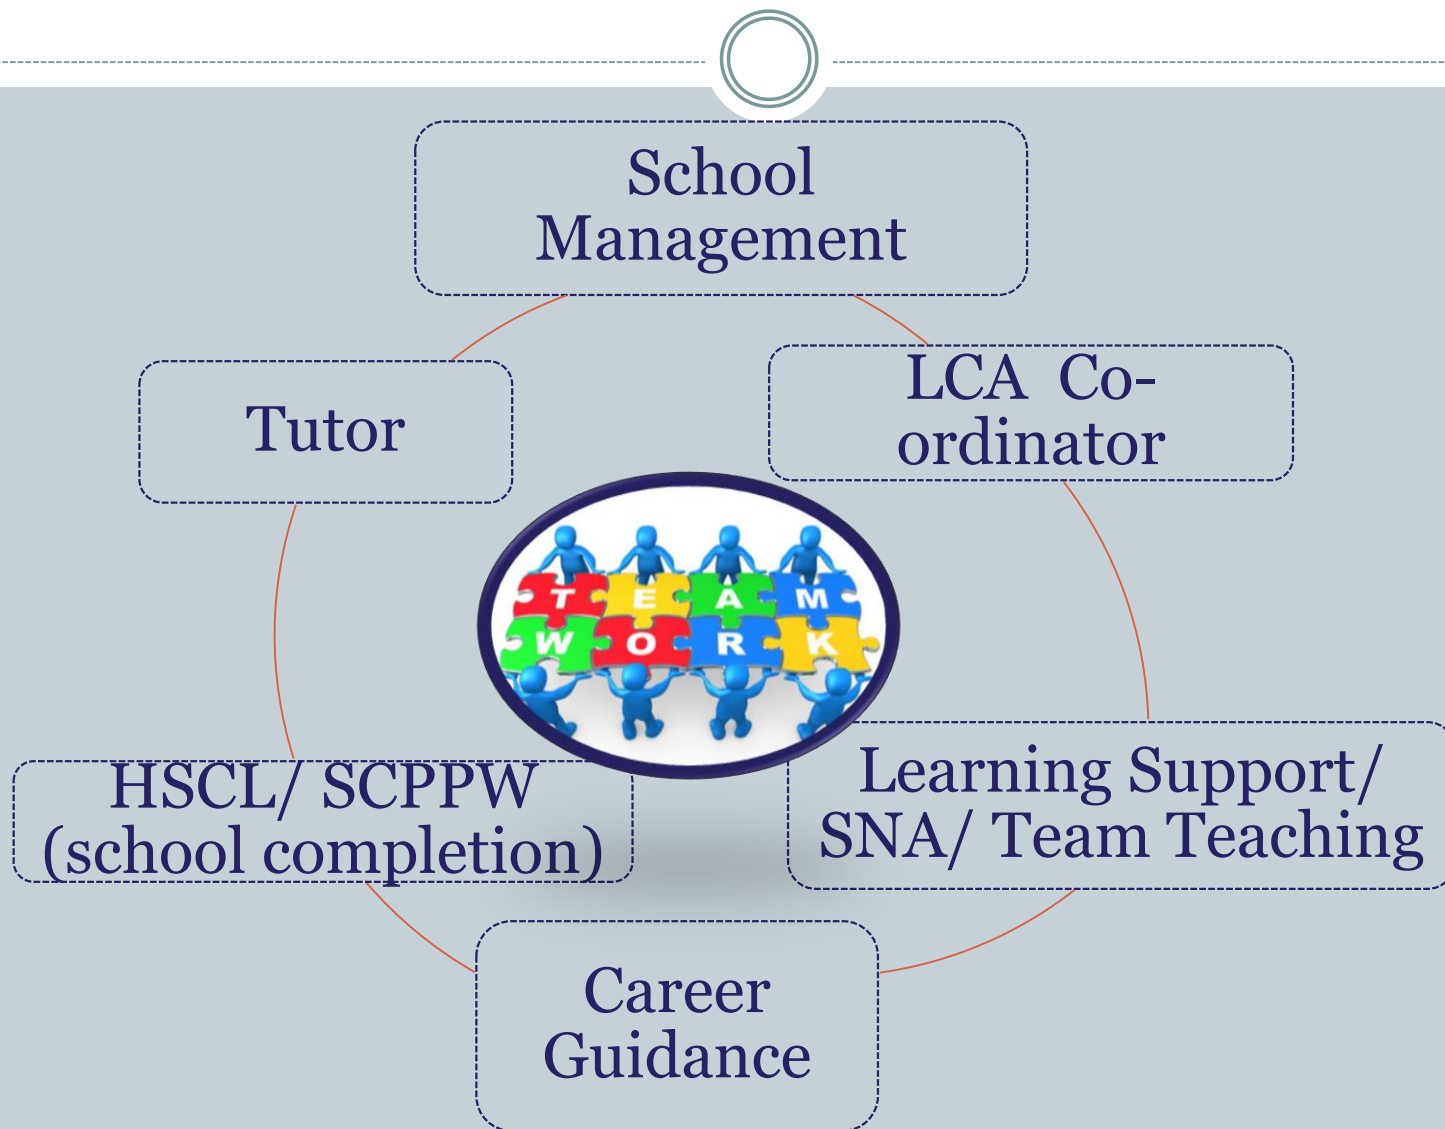 School
Management
LCA  Co-
ordinator
Tutor
TEAM
WORK
Learning Support/
SNA/ Team Teaching
HSCL/ SCPPW
(school completion)
Career
Guidance